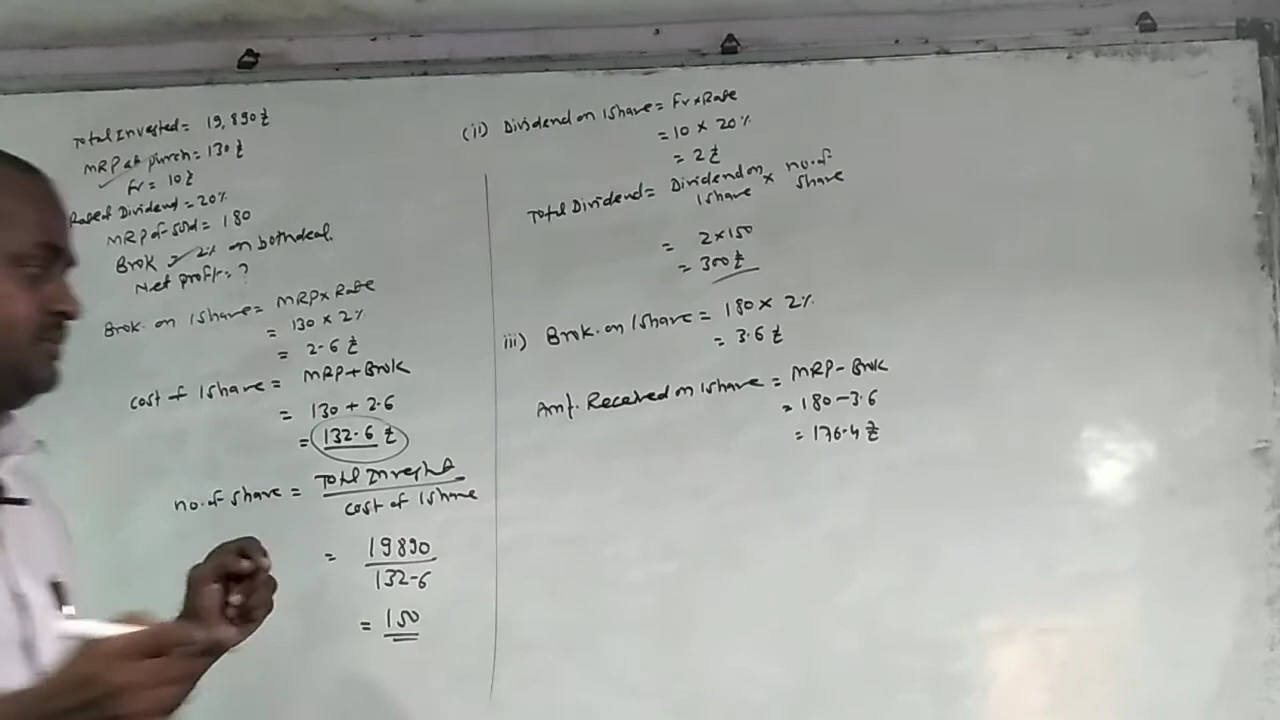 Total Invested = 19,890 ₹
MRP at purch = 130 ₹
Fv = 10 ₹
Rate of Dividend = 20%
MRP of sold = 180
Brok = 2% on both deal.
Net profit = ?
Brok. on 1 share = MRP x Rate
= 130 x 2%
= 2.6 ₹
cost of 1 share = MRP + Brok
= 130 + 2.6
= 132.6 ₹
no. of share = Total Invested
cost of 1 share
= 19890
132.6
= 150
(ii) Dividend on 1 share = Fv x Rate
= 10 x 20%
= 2 ₹
Total Dividend = Dividend on 1 share x no. of share
= 2 x 150
= 300 ₹
iii) Brok. on 1 share = 180 x 2%
= 3.6 ₹
Amt. Received on 1 share = MRP - Brok
= 180 - 3.6
= 176.4 ₹